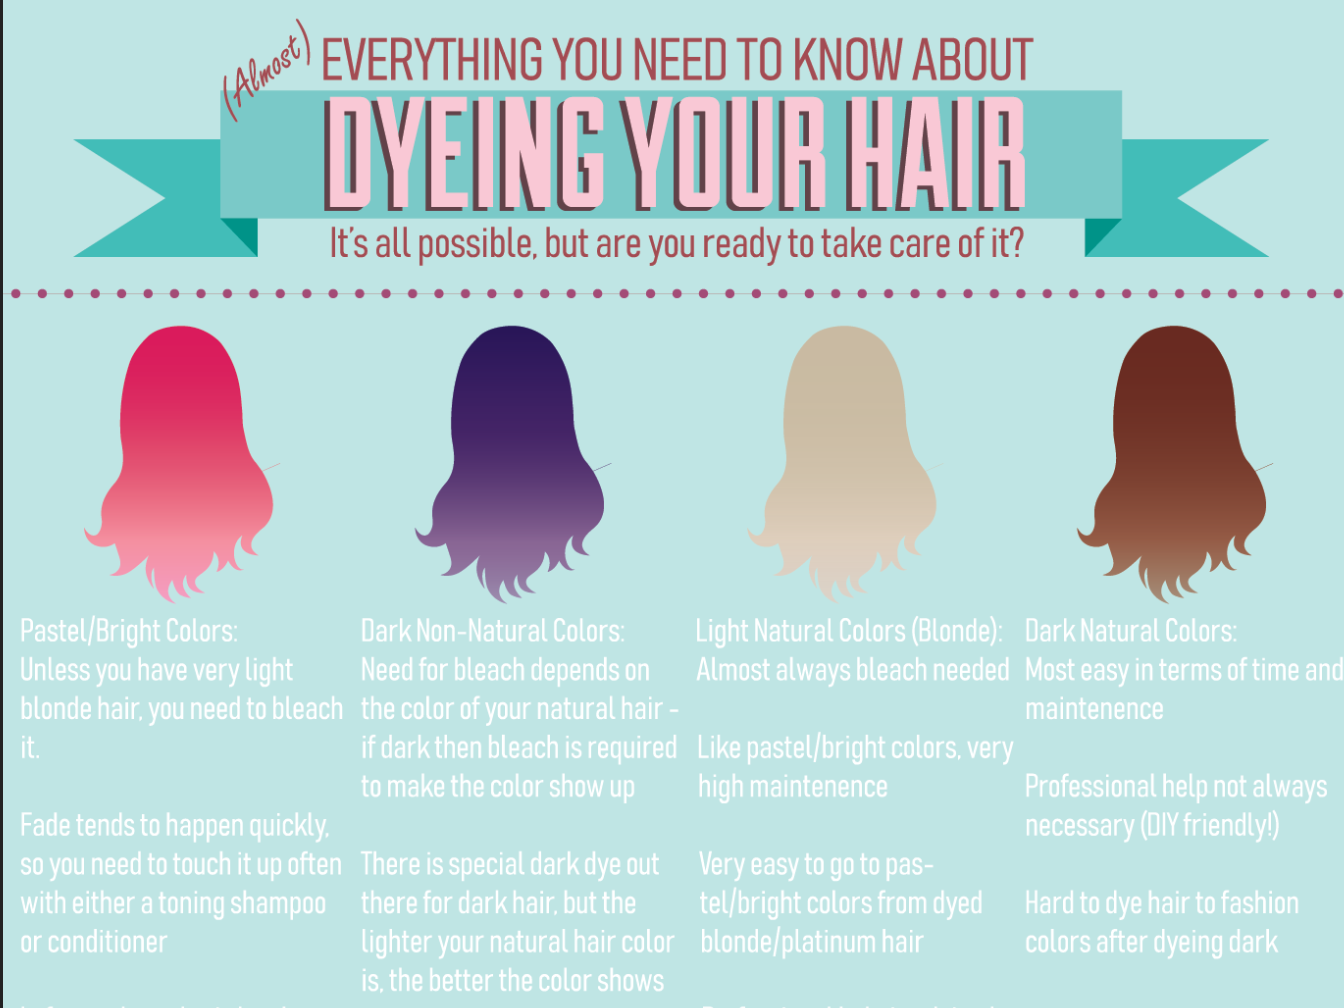 (Almost) EVERYTHING YOU NEED TO KNOW ABOUT
DYEING YOUR HAIR
It's all possible, but are you ready to take care of it?
Pastel/Bright Colors:
Unless you have very light
blonde hair, you need to bleach
it.
Fade tends to happen quickly,
so you need to touch it up often
with either a toning shampoo
or conditioner
Dark Non-Natural Colors:
Need for bleach depends on
the color of your natural hair -
if dark then bleach is required
to make the color show up
There is special dark dye out
there for dark hair, but the
lighter your natural hair color
is, the better the color shows
Light Natural Colors (Blonde):
Almost always bleach needed
Like pastel/bright colors, very
high maintenence
Very easy to go to pas-
tel/bright colors from dyed
blonde/platinum hair
Dark Natural Colors:
Most easy in terms of time and
maintenence
Professional help not always
necessary (DIY friendly!)
Hard to dye hair to fashion
colors after dyeing dark